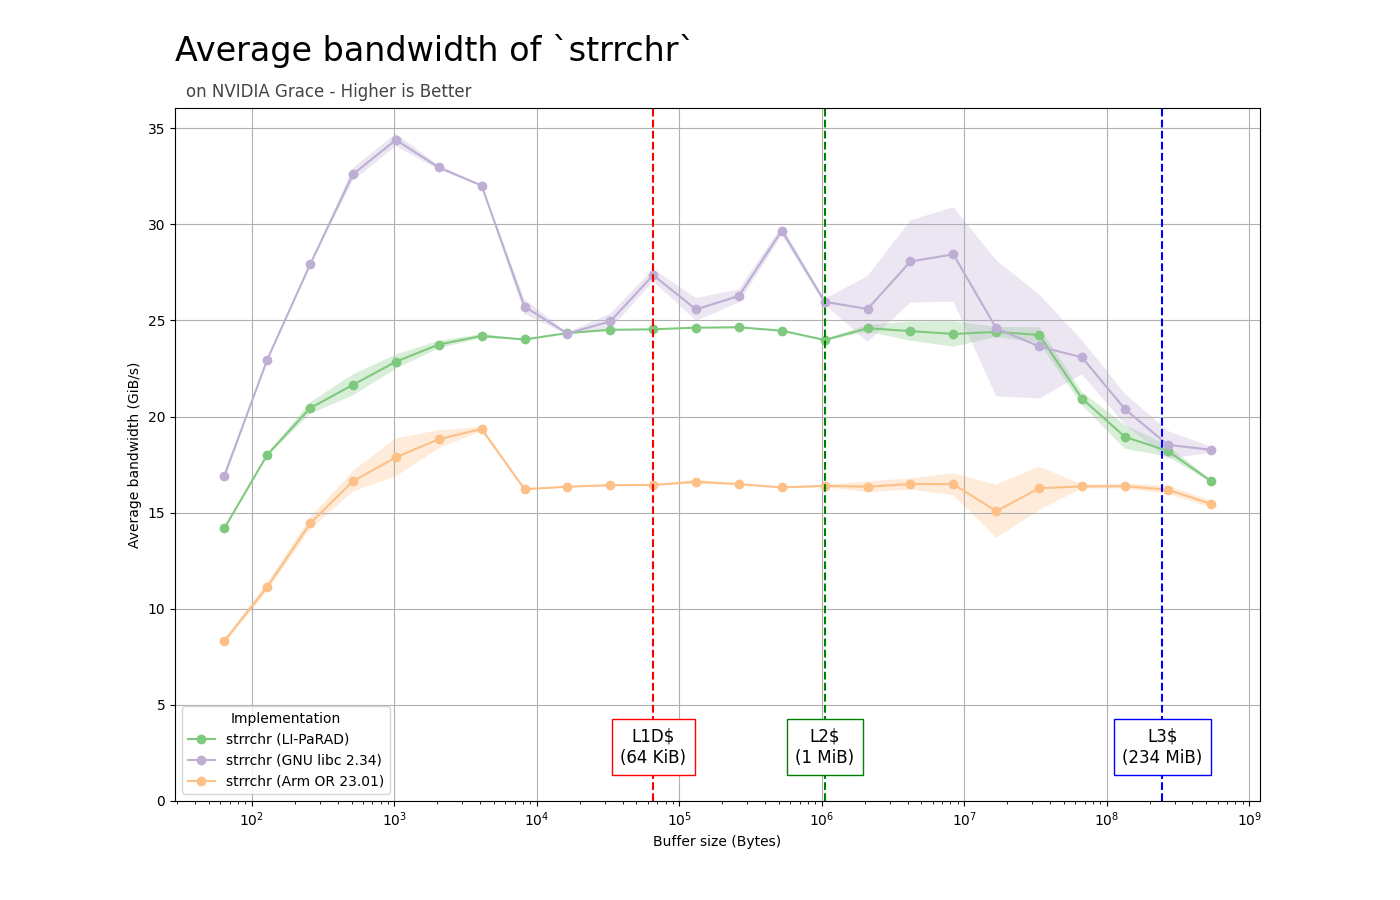 Average bandwidth of `strrchr`
on NVIDIA Grace - Higher is Better
Average bandwidth (GiB/s)
35
30
25
20
15
10
5
0
Implementation
strrchr (LI-PaRAD)
strrchr (GNU libc 2.34)
strrchr (Arm OR 23.01)
L1D$
(64 KiB)
L2$
(1 MiB)
L3$
(234 MiB)
10² 10³ 10⁴ 10⁵ 10⁶ 10⁷ 10⁸ 10⁹
Buffer size (Bytes)